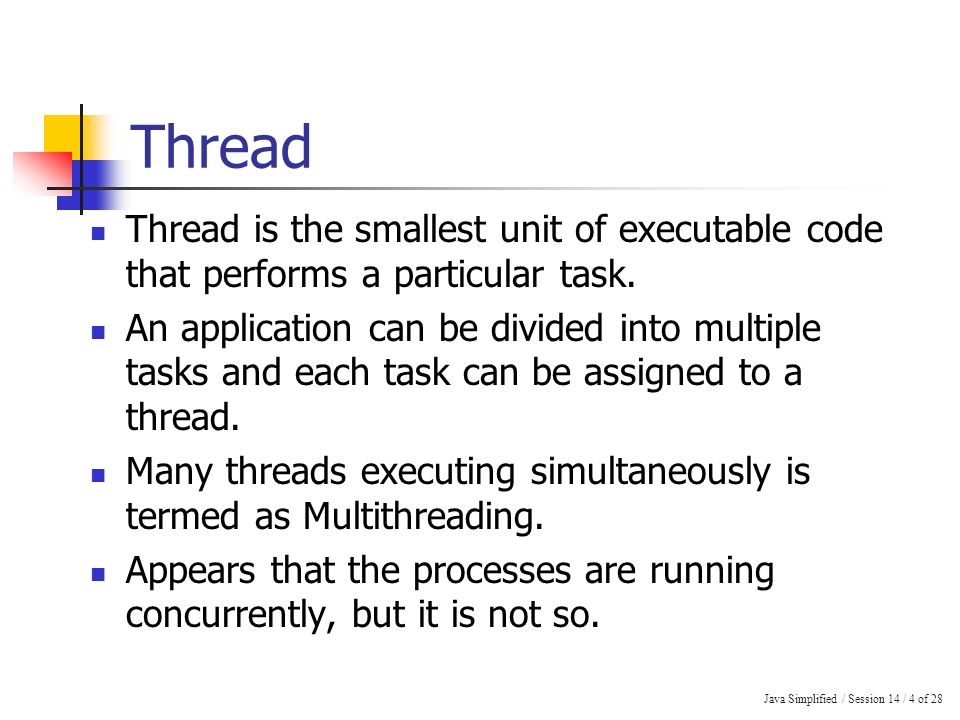 Thread
Thread is the smallest unit of executable code
that performs a particular task.
An application can be divided into multiple
tasks and each task can be assigned to a
thread.
Many threads executing simultaneously is
termed as Multithreading.
Appears that the processes are running
concurrently, but it is not so.
Java Simplified / Session 14 / 4 of 28